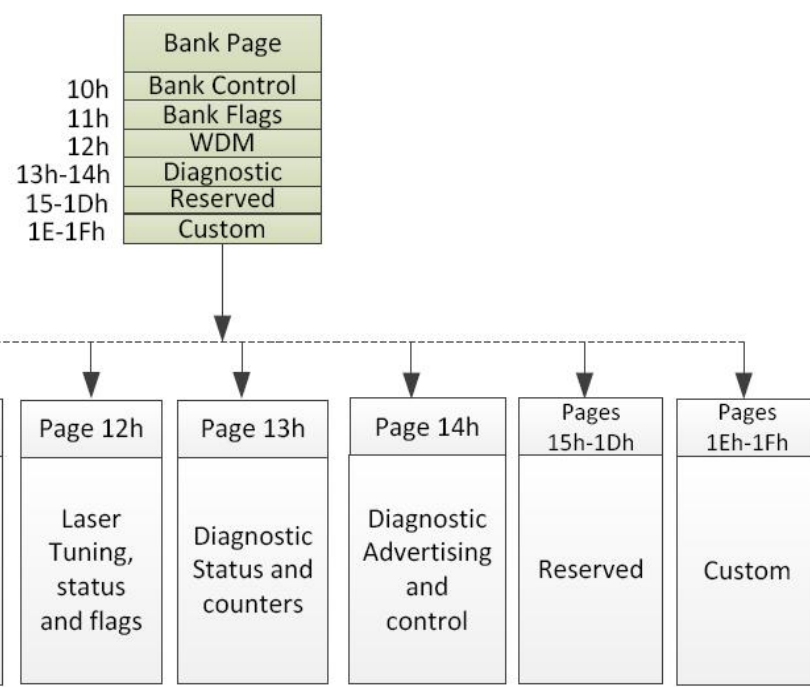 Bank Page
10h Bank Control
11h Bank Flags
12h WDM
13h-14h Diagnostic
15-1Dh Reserved
1E-1Fh Custom
Page 12h
Laser
Tuning,
status
and flags
Page 13h
Diagnostic
Status and
counters
Page 14h
Diagnostic
Advertising
and
control
Pages
15h-1Dh
Reserved
Pages
1Eh-1Fh
Custom